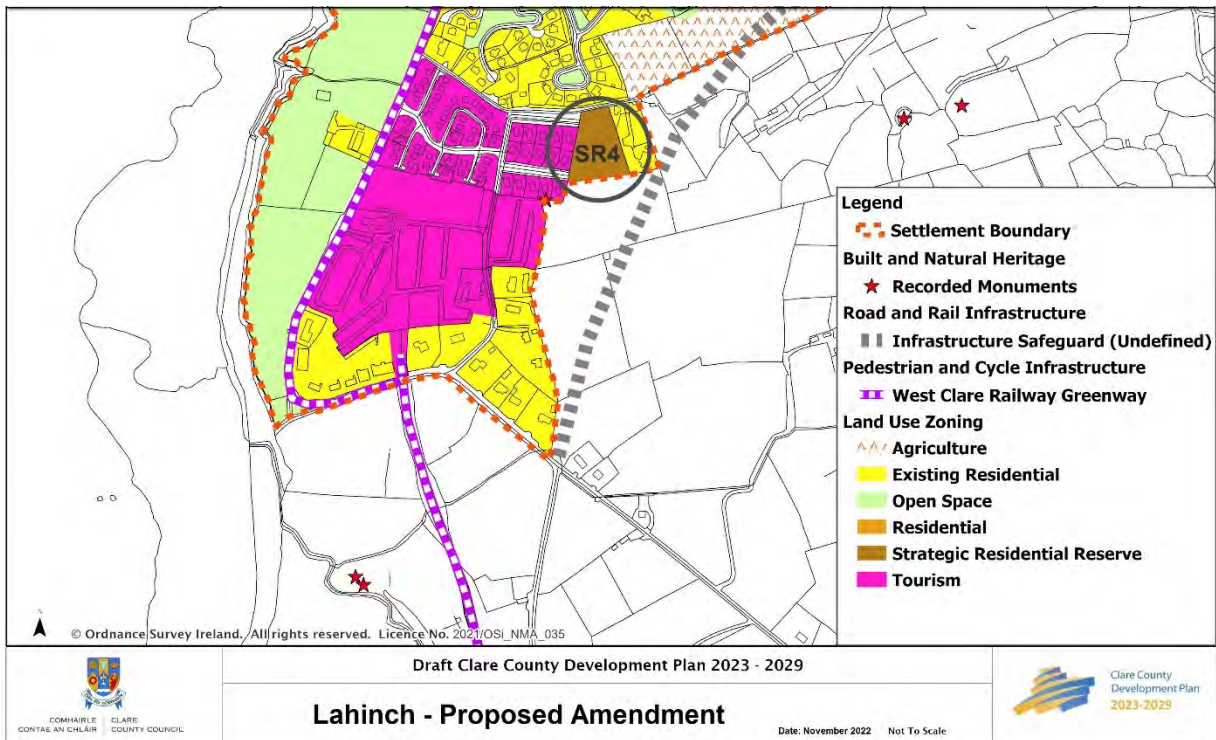 SR4
Legend
Settlement Boundary
Built and Natural Heritage
Recorded Monuments
Road and Rail Infrastructure
Infrastructure Safeguard (Undefined)
Pedestrian and Cycle Infrastructure
West Clare Railway Greenway
Land Use Zoning
Agriculture
Existing Residential
Open Space
Residential
Strategic Residential Reserve
Tourism
© Ordnance Survey Ireland. All rights reserved. Licence No. 2021/OSi_NMA_035
COMHAIRLE CONTAE AN CHLÁIR
CLARE COUNTY COUNCIL
Draft Clare County Development Plan 2023 - 2029
Lahinch - Proposed Amendment
Date: November 2022 Not To Scale
Clare County
Development Plan
2023-2029